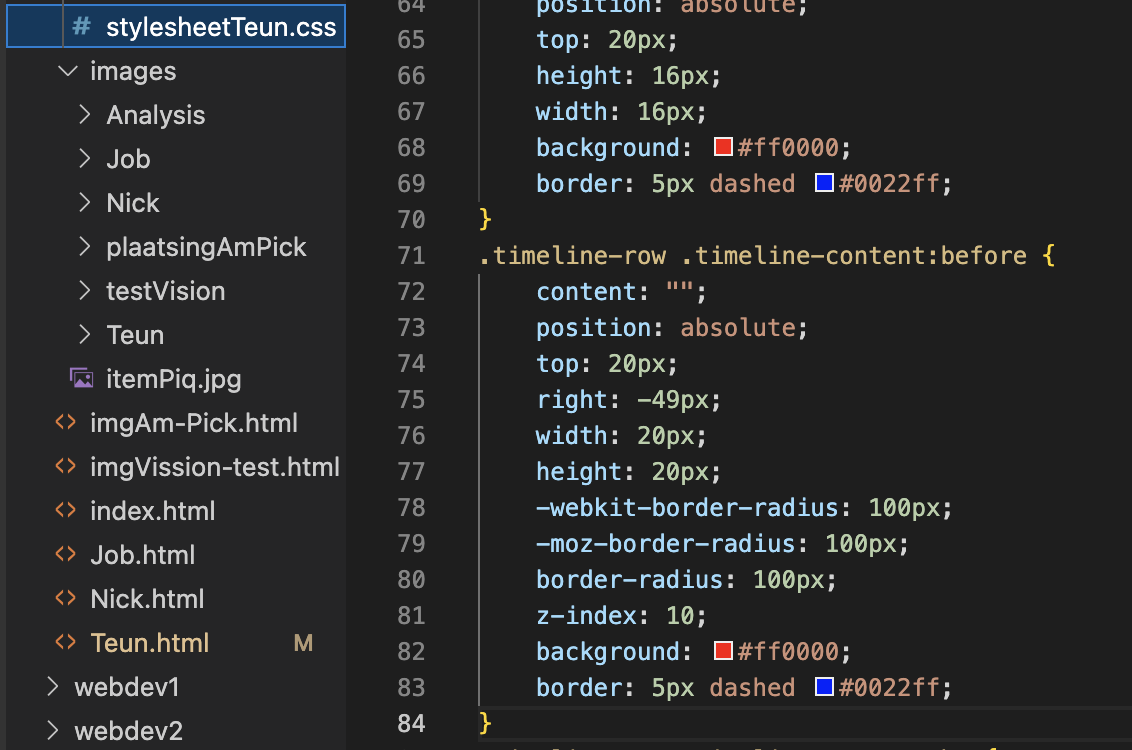 # stylesheetTeun.css
images
Analysis
Job
Nick
plaatsingAmPick
testVision
Teun
itemPiq.jpg
<> imgAm-Pick.html
<> imgVission-test.html
<> index.html
<> Job.html
<> Nick.html
<> Teun.html M
webdev1
webdev2
64 position: absolute;
65 top: 20px;
66 height: 16px;
67 width: 16px;
68 background: #ff0000;
69 border: 5px dashed #0022ff;
70 }
71 .timeline-row .timeline-content:before {
72 content: "";
73 position: absolute;
74 top: 20px;
75 right: -49px;
76 width: 20px;
77 height: 20px;
78 -webkit-border-radius: 100px;
79 -moz-border-radius: 100px;
80 border-radius: 100px;
81 z-index: 10;
82 background: #ff0000;
83 border: 5px dashed #0022ff;
84 }